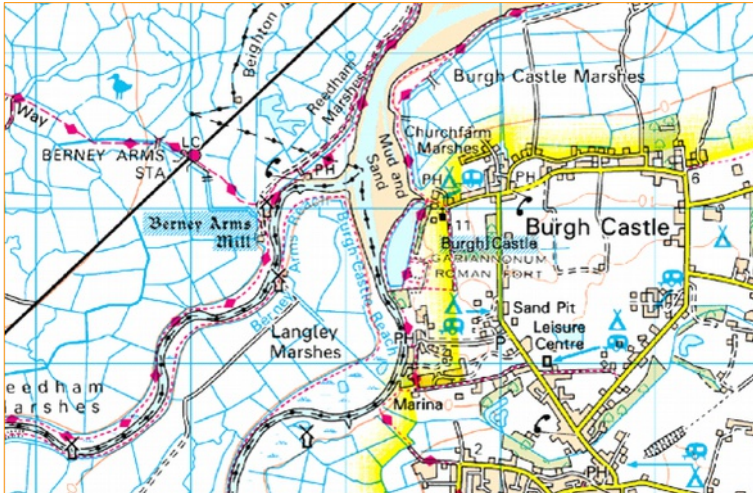 Beighton
Reedham
Marshes
Burgh Castle Marshes
Way
Churchfarm
Marshes
LC
BERNEY ARMS
STA
PH
Mud and
Sand
PH
PH
6
Berney Arms
Mill
11
Burgh Castle
Burgh Castle
GARIANNONUM
ROMAN FORT
Berney Arms Reach
Burgh Castle Reach
Sand Pit
Leisure
Centre
Langley
Marshes
PH
P
eedham
arshes
Marina
2
PH